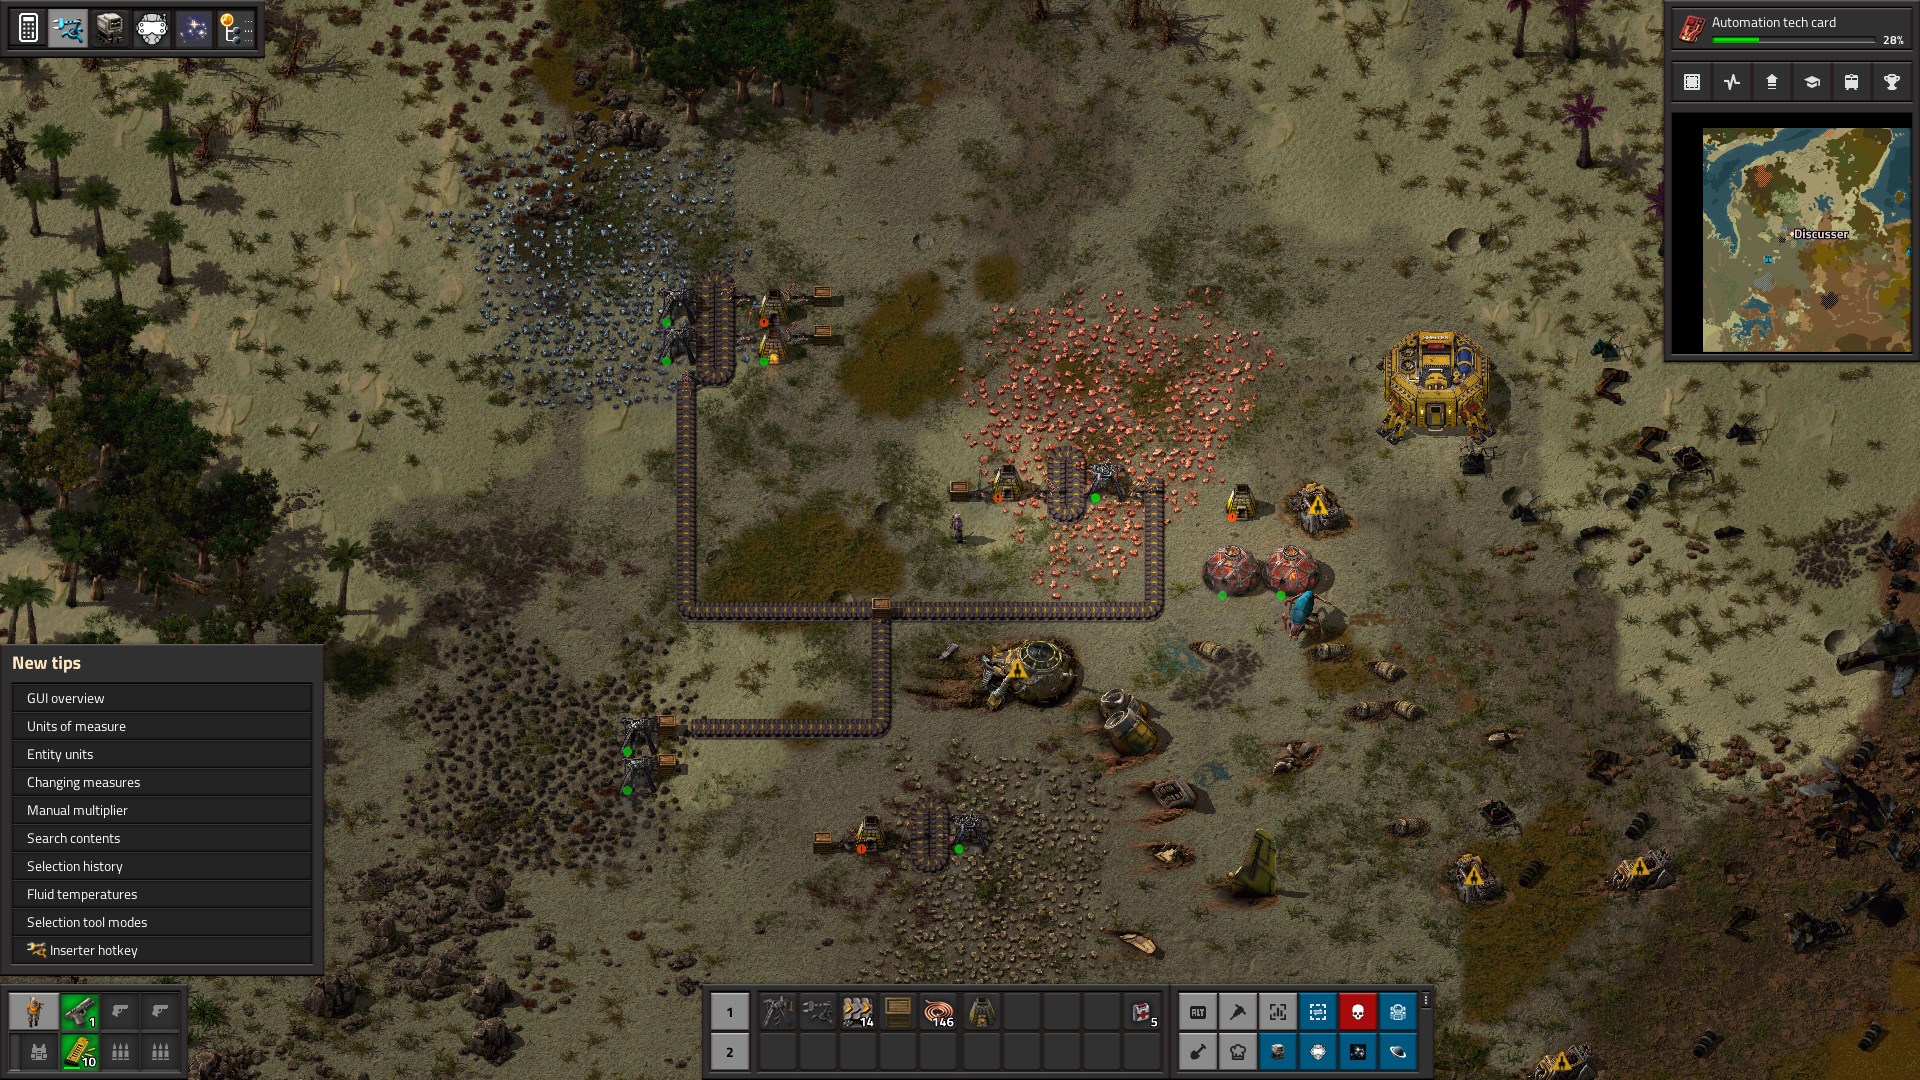 Automation tech card
28%
Discusser
New tips
GUI overview
Units of measure
Entity units
Changing measures
Manual multiplier
Search contents
Selection history
Fluid temperatures
Selection tool modes
Inserter hotkey
1
10
1
14
146
5
ALT
2